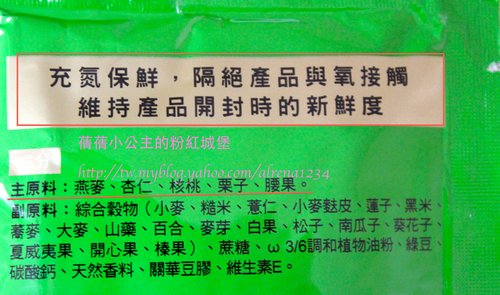 充氮保鮮，隔絕產品與氧接觸
維持產品開封時的新鮮度
蒨蒨小公主的粉紅城堡
http://tw.myblog.yahoo.com/alrena1234
主原料：燕麥、杏仁、核桃、栗子、腰果。
副原料：綜合穀物（小麥、糙米、薏仁、小麥麩皮、蓮子、黑米、
蕎麥、大麥、山藥、百合、麥芽、白果、松子、南瓜子、葵花子、
夏威夷果、開心果、榛果）、蔗糖、ω 3/6調和植物油粉、綠豆、
碳酸鈣、天然香料、關華豆膠、維生素E。